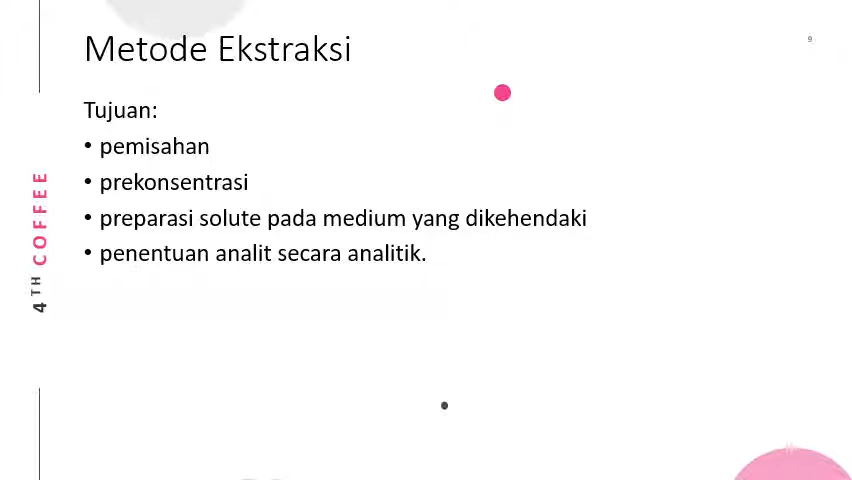 Metode Ekstraksi
9
Tujuan:
• pemisahan
• prekonsentrasi
• preparasi solute pada medium yang dikehendaki
• penentuan analit secara analitik.
4TH COFFEE